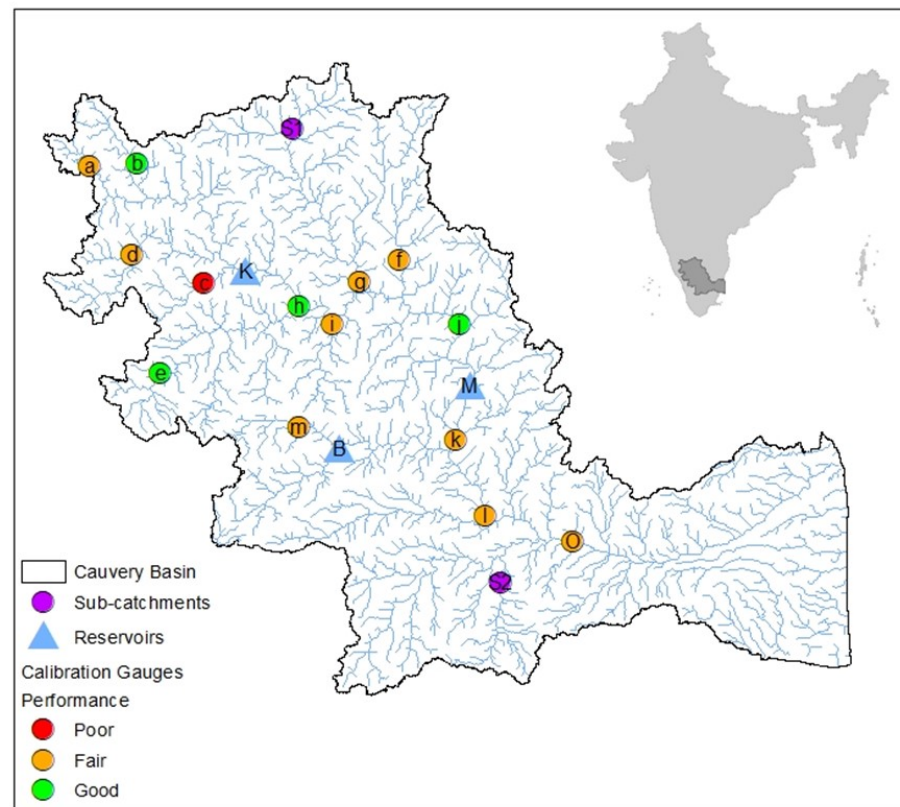 S1
a
b
d
c
K
f
g
h
i
j
e
M
m
B
k
l
O
S2
Cauvery Basin
Sub-catchments
Reservoirs
Calibration Gauges
Performance
Poor
Fair
Good